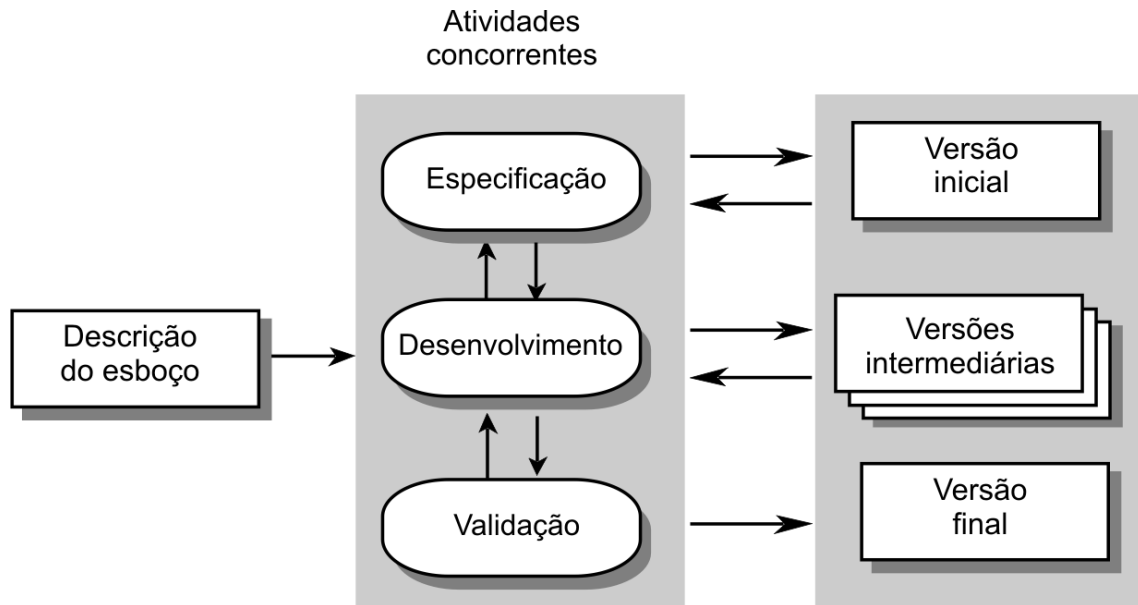 Atividades
concorrentes
Descrição
do esboço
Especificação
Desenvolvimento
Validação
Versão
inicial
Versões
intermediárias
Versão
final